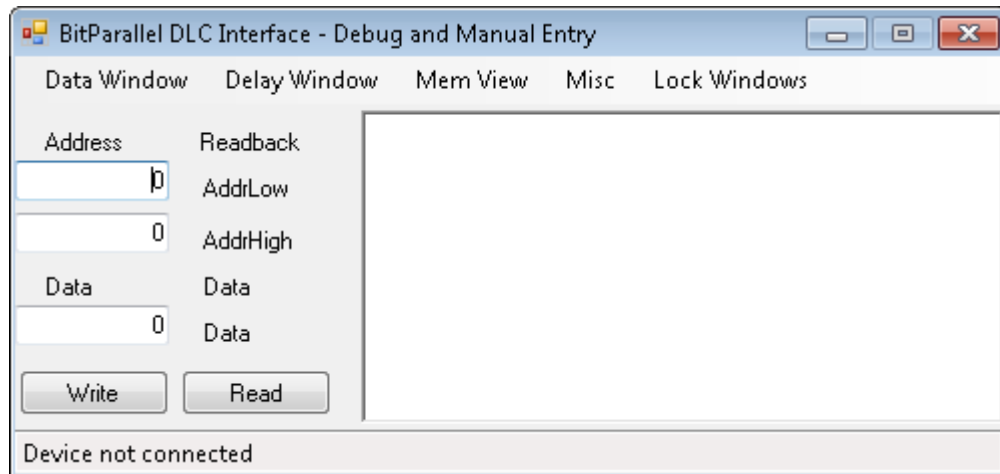 BitParallel DLC Interface - Debug and Manual Entry
Data Window Delay Window Mem View Misc Lock Windows
Address Readback
0 AddrLow
0 AddrHigh
Data Data
0 Data
Write Read
Device not connected